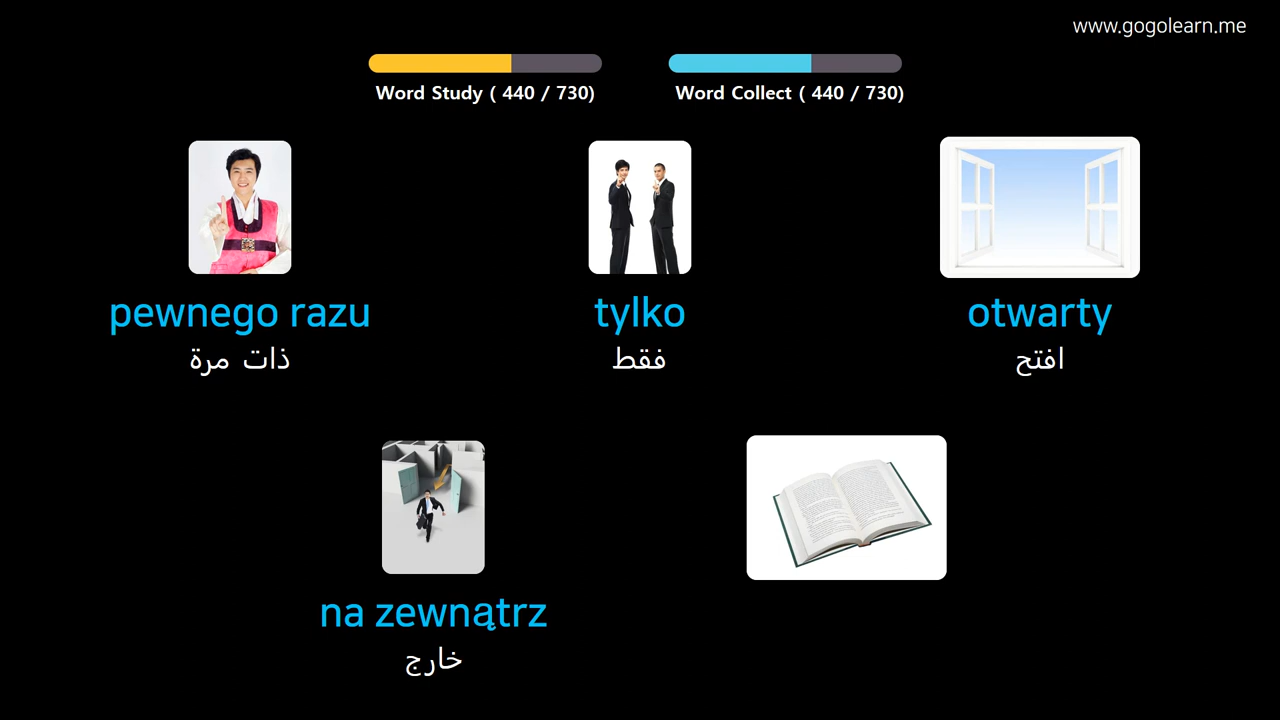 www.gogolearn.me
Word Study ( 440 / 730)
Word Collect ( 440 / 730)
pewnego razu
ذات مرة
tylko
فقط
otwarty
افتح
na zewnątrz
خارج